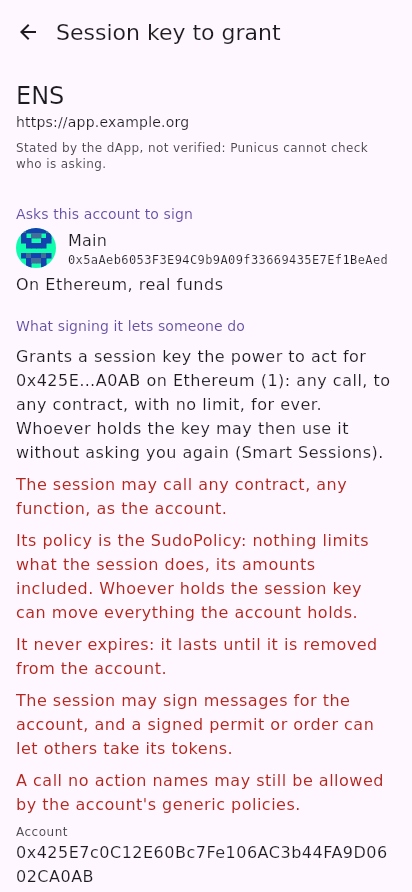 Session key to grant
ENS
https://app.example.org
Stated by the dApp, not verified: Punicus cannot check
who is asking.
Asks this account to sign
Main
0x5aAeb6053F3E94C9b9A09f33669435E7Ef1BeAed
On Ethereum, real funds
What signing it lets someone do
Grants a session key the power to act for
0x425E…A0AB on Ethereum (1): any call, to
any contract, with no limit, for ever.
Whoever holds the key may then use it
without asking you again (Smart Sessions).
The session may call any contract, any
function, as the account.
Its policy is the SudoPolicy: nothing limits
what the session does, its amounts
included. Whoever holds the session key
can move everything the account holds.
It never expires: it lasts until it is removed
from the account.
The session may sign messages for the
account, and a signed permit or order can
let others take its tokens.
A call no action names may still be allowed
by the account's generic policies.
Account
0x425E7c0C12E60Bc7Fe106AC3b44FA9D06
02CA0AB